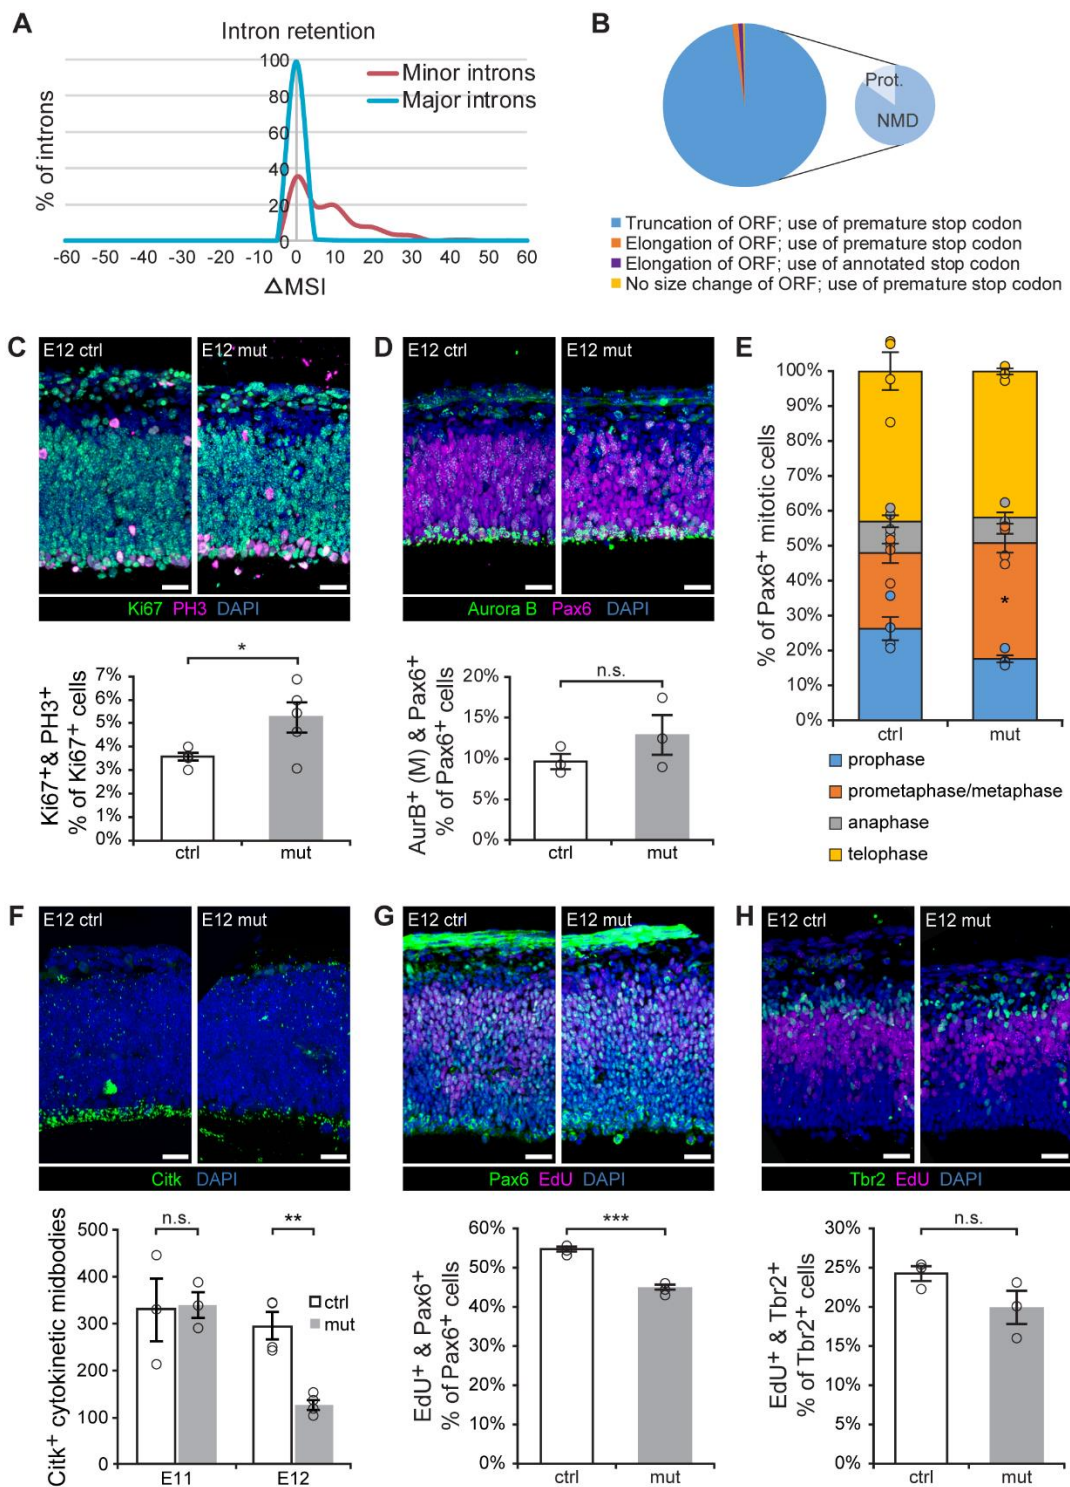 A
Intron retention
% of introns
100
80
60
40
20
0
Minor introns
Major introns
-60 -50 -40 -30 -20 -10 0 10 20 30 40 50 60
△MSI
B
Prot.
NMD
Truncation of ORF; use of premature stop codon
Elongation of ORF; use of premature stop codon
Elongation of ORF; use of annotated stop codon
No size change of ORF; use of premature stop codon
C
E12 ctrl E12 mut
Ki67 PH3 DAPI
Ki67⁺& PH3⁺
% of Ki67⁺ cells
7%
6%
5%
4%
3%
2%
1%
0%
*
ctrl mut
D
E12 ctrl E12 mut
Aurora B Pax6 DAPI
AurB⁺ (M) & Pax6⁺
% of Pax6⁺ cells
20%
15%
10%
5%
0%
n.s.
ctrl mut
E
% of Pax6⁺ mitotic cells
100%
90%
80%
70%
60%
50%
40%
30%
20%
10%
0%
*
ctrl mut
prophase
prometaphase/metaphase
anaphase
telophase
F
E12 ctrl E12 mut
Citk DAPI
Citk⁺ cytokinetic midbodies
500
400
300
200
100
0
n.s. **
ctrl
mut
E11 E12
G
E12 ctrl E12 mut
Pax6 EdU DAPI
EdU⁺ & Pax6⁺
% of Pax6⁺ cells
60%
50%
40%
30%
20%
10%
0%
***
ctrl mut
H
E12 ctrl E12 mut
Tbr2 EdU DAPI
EdU⁺ & Tbr2⁺
% of Tbr2⁺ cells
30%
25%
20%
15%
10%
5%
0%
n.s.
ctrl mut